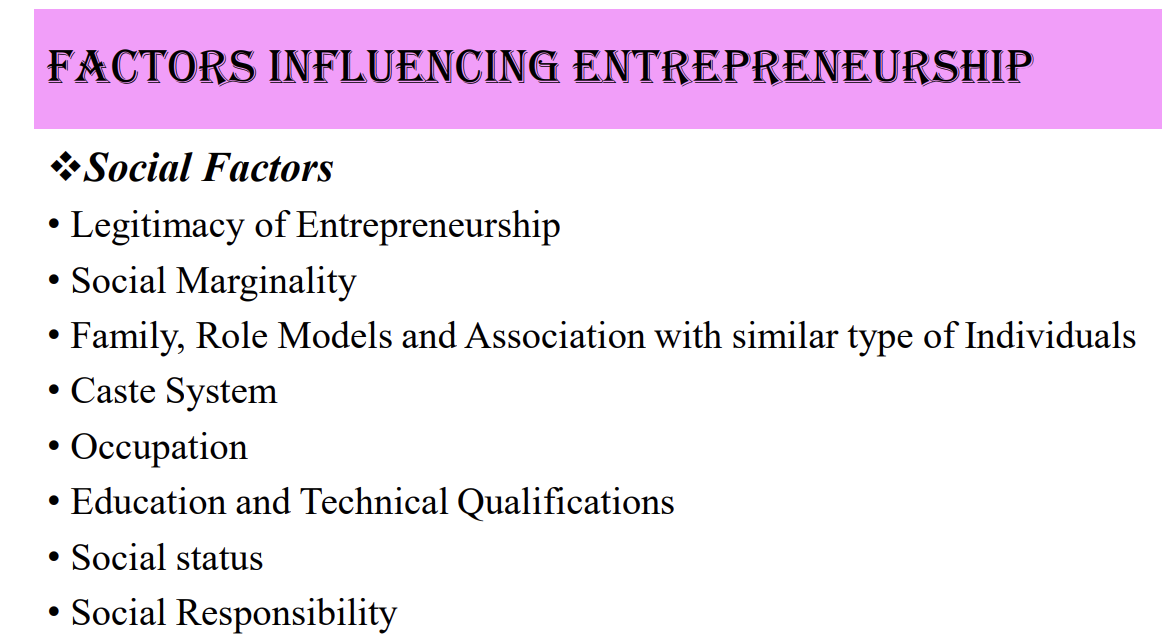 FACTORS INFLUENCING ENTREPRENEURSHIP
❖Social Factors
• Legitimacy of Entrepreneurship
• Social Marginality
• Family, Role Models and Association with similar type of Individuals
• Caste System
• Occupation
• Education and Technical Qualifications
• Social status
• Social Responsibility